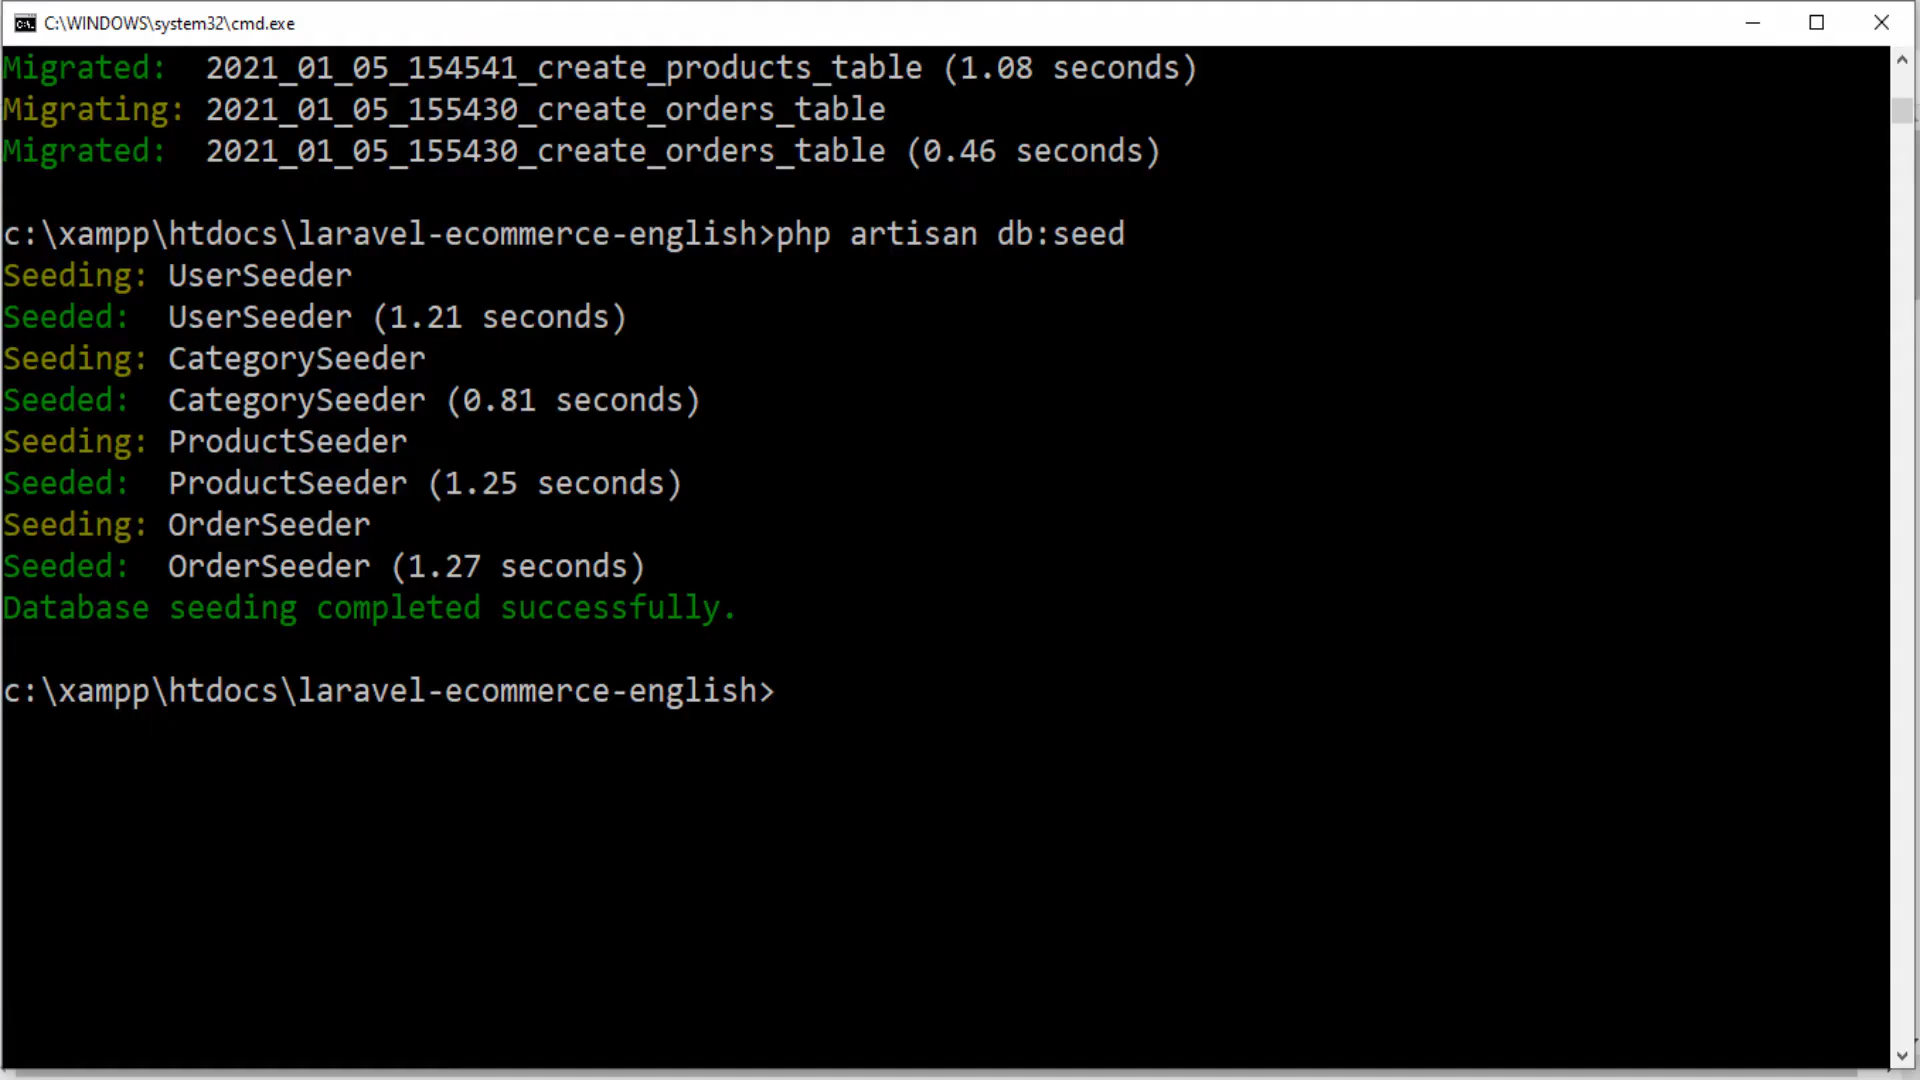 C:\WINDOWS\system32\cmd.exe
Migrated:  2021_01_05_154541_create_products_table (1.08 seconds)
Migrating: 2021_01_05_155430_create_orders_table
Migrated:  2021_01_05_155430_create_orders_table (0.46 seconds)
c:\xampp\htdocs\laravel-ecommerce-english>php artisan db:seed
Seeding: UserSeeder
Seeded:  UserSeeder (1.21 seconds)
Seeding: CategorySeeder
Seeded:  CategorySeeder (0.81 seconds)
Seeding: ProductSeeder
Seeded:  ProductSeeder (1.25 seconds)
Seeding: OrderSeeder
Seeded:  OrderSeeder (1.27 seconds)
Database seeding completed successfully.
c:\xampp\htdocs\laravel-ecommerce-english>